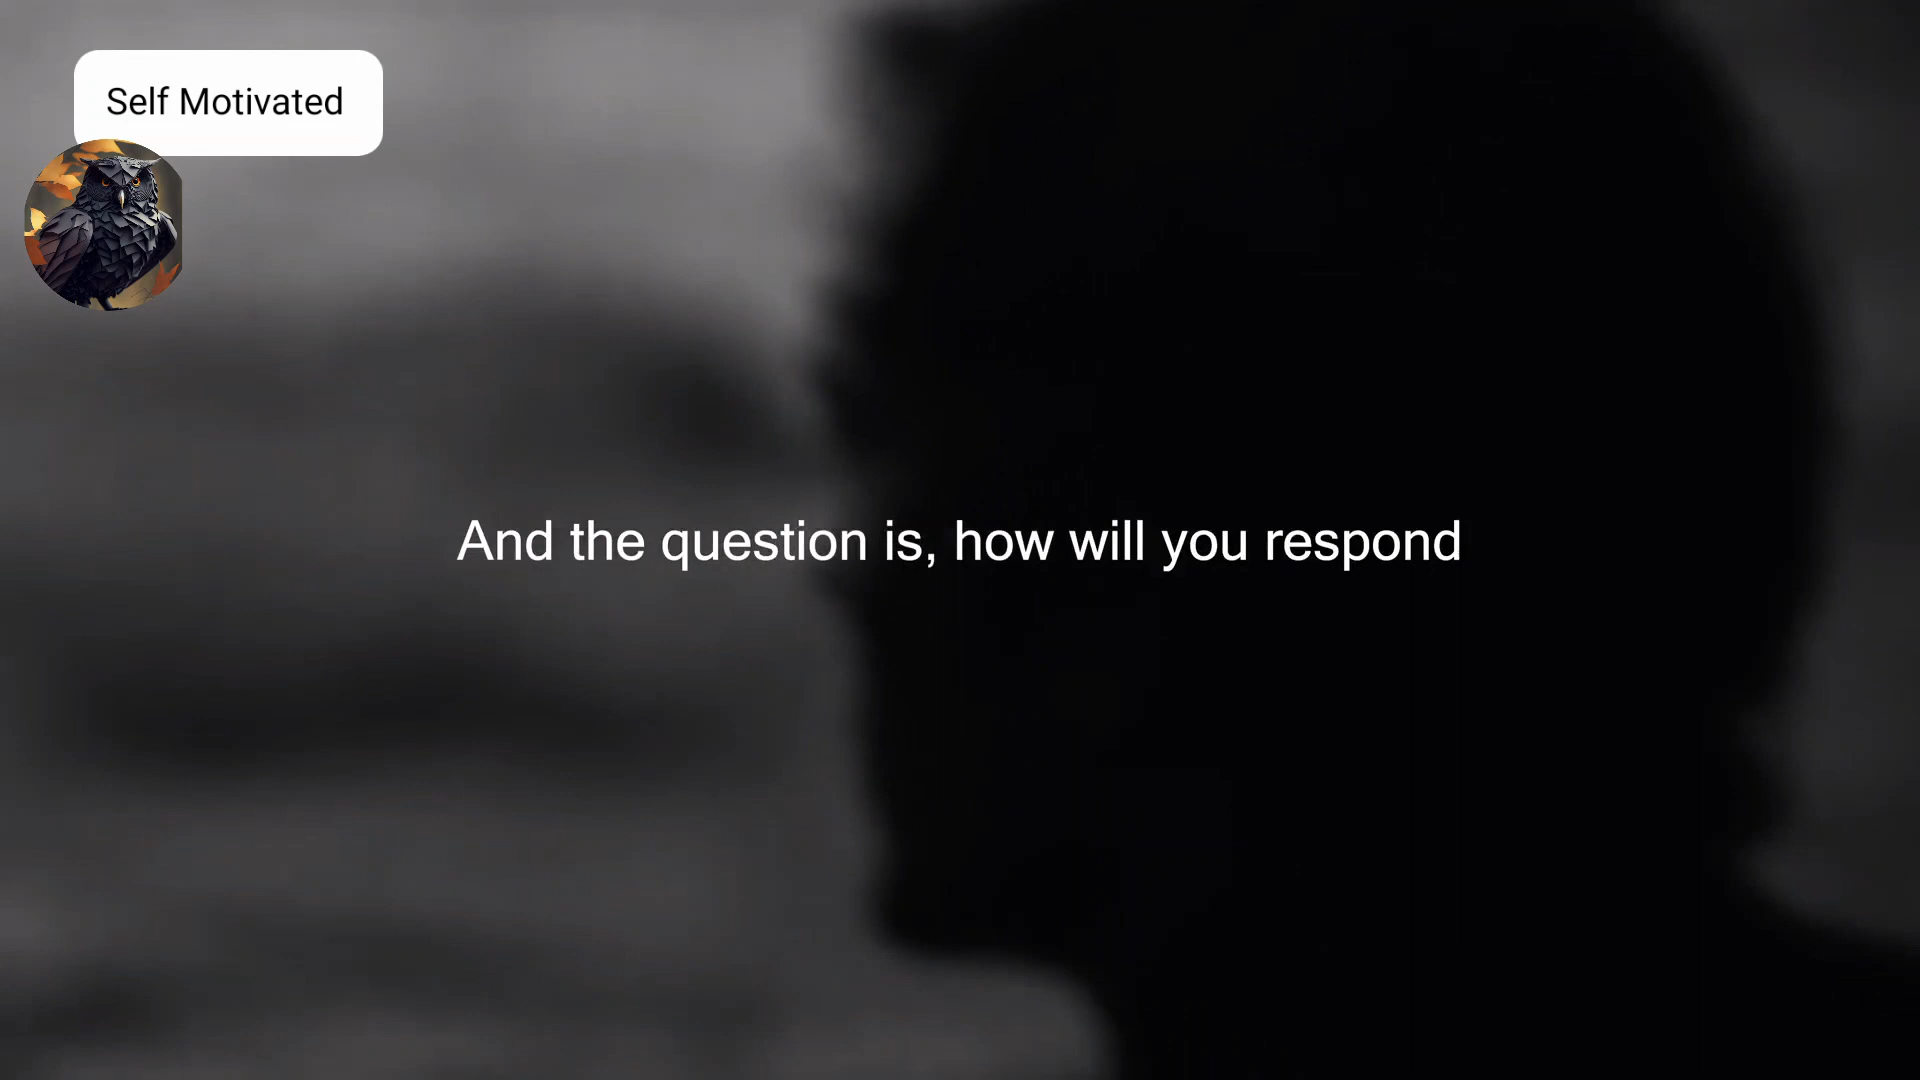 Self Motivated
And the question is, how will you respond